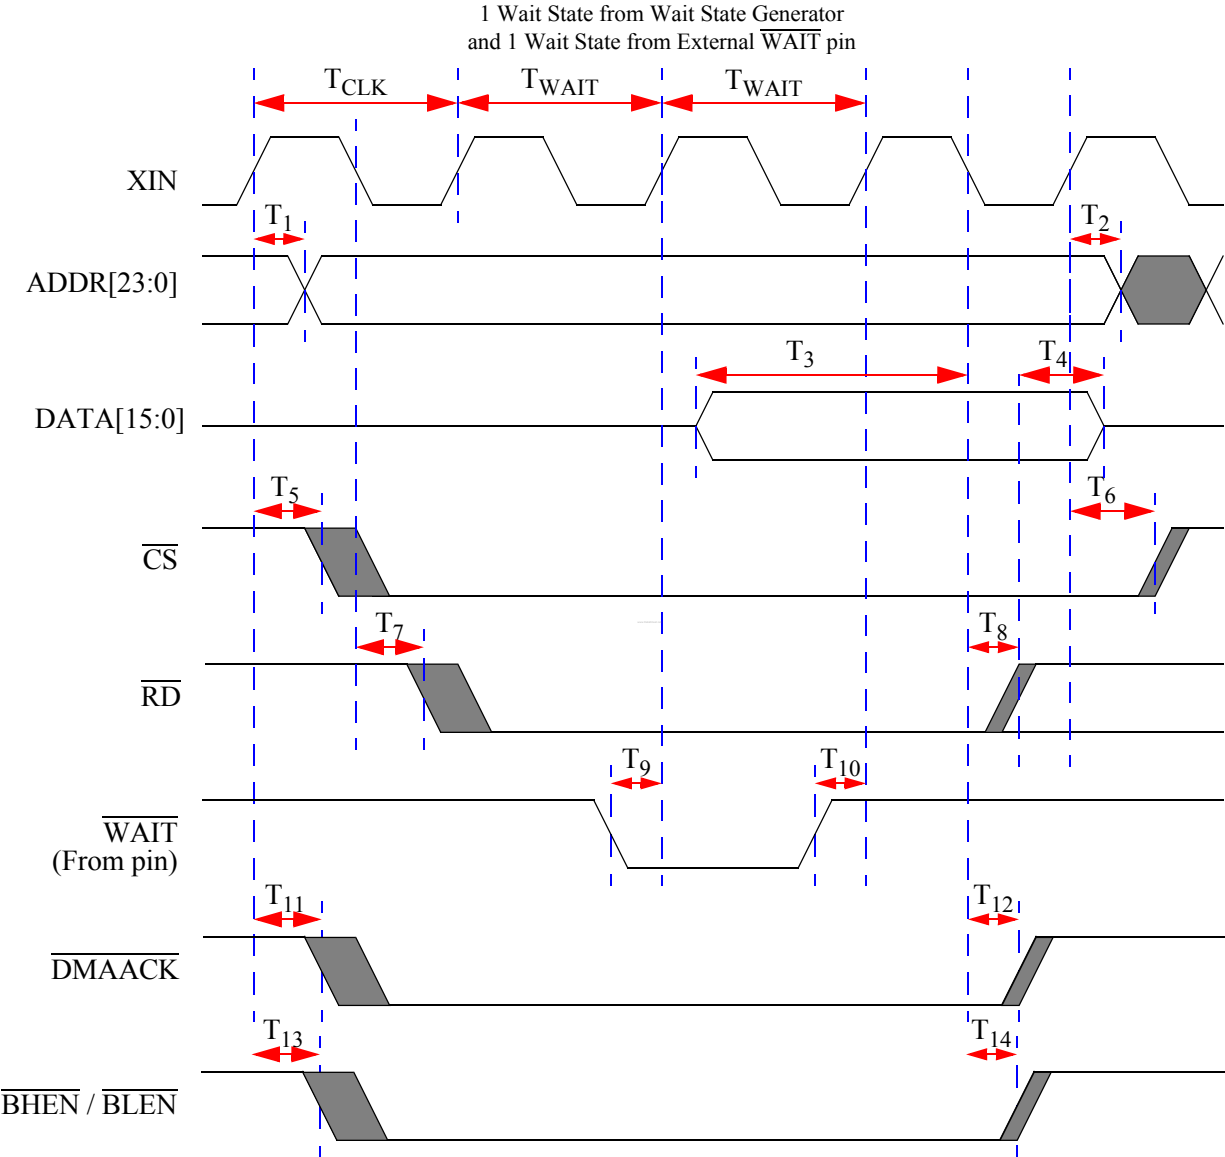 1 Wait State from Wait State Generator
and 1 Wait State from External WAIT pin
TCLK TWAIT TWAIT
XIN
T1 T2
ADDR[23:0]
T3 T4
DATA[15:0]
T5 T6
CS
T7 T8
RD
T9 T10
WAIT
(From pin)
T11 T12
DMAACK
T13 T14
BHEN / BLEN